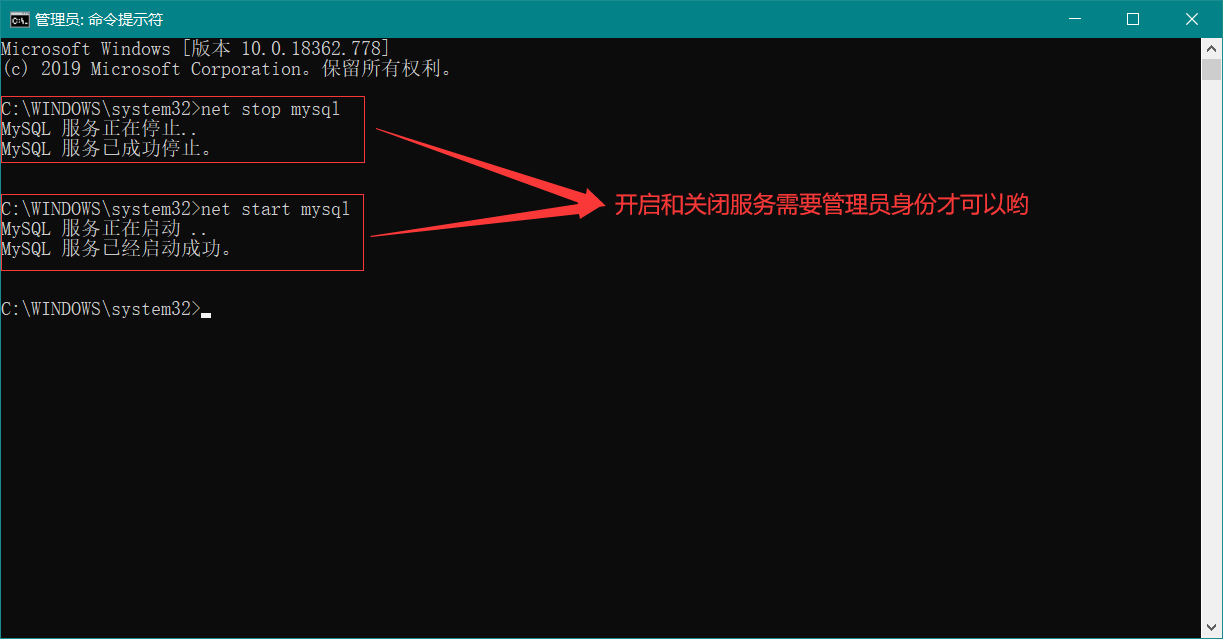 管理员: 命令提示符
Microsoft Windows [版本 10.0.18362.778]
(c) 2019 Microsoft Corporation。保留所有权利。
C:\WINDOWS\system32>net stop mysql
MySQL 服务正在停止..
MySQL 服务已成功停止。
C:\WINDOWS\system32>net start mysql
MySQL 服务正在启动 ..
MySQL 服务已经启动成功。
开启和关闭服务需要管理员身份才可以哟
C:\WINDOWS\system32>